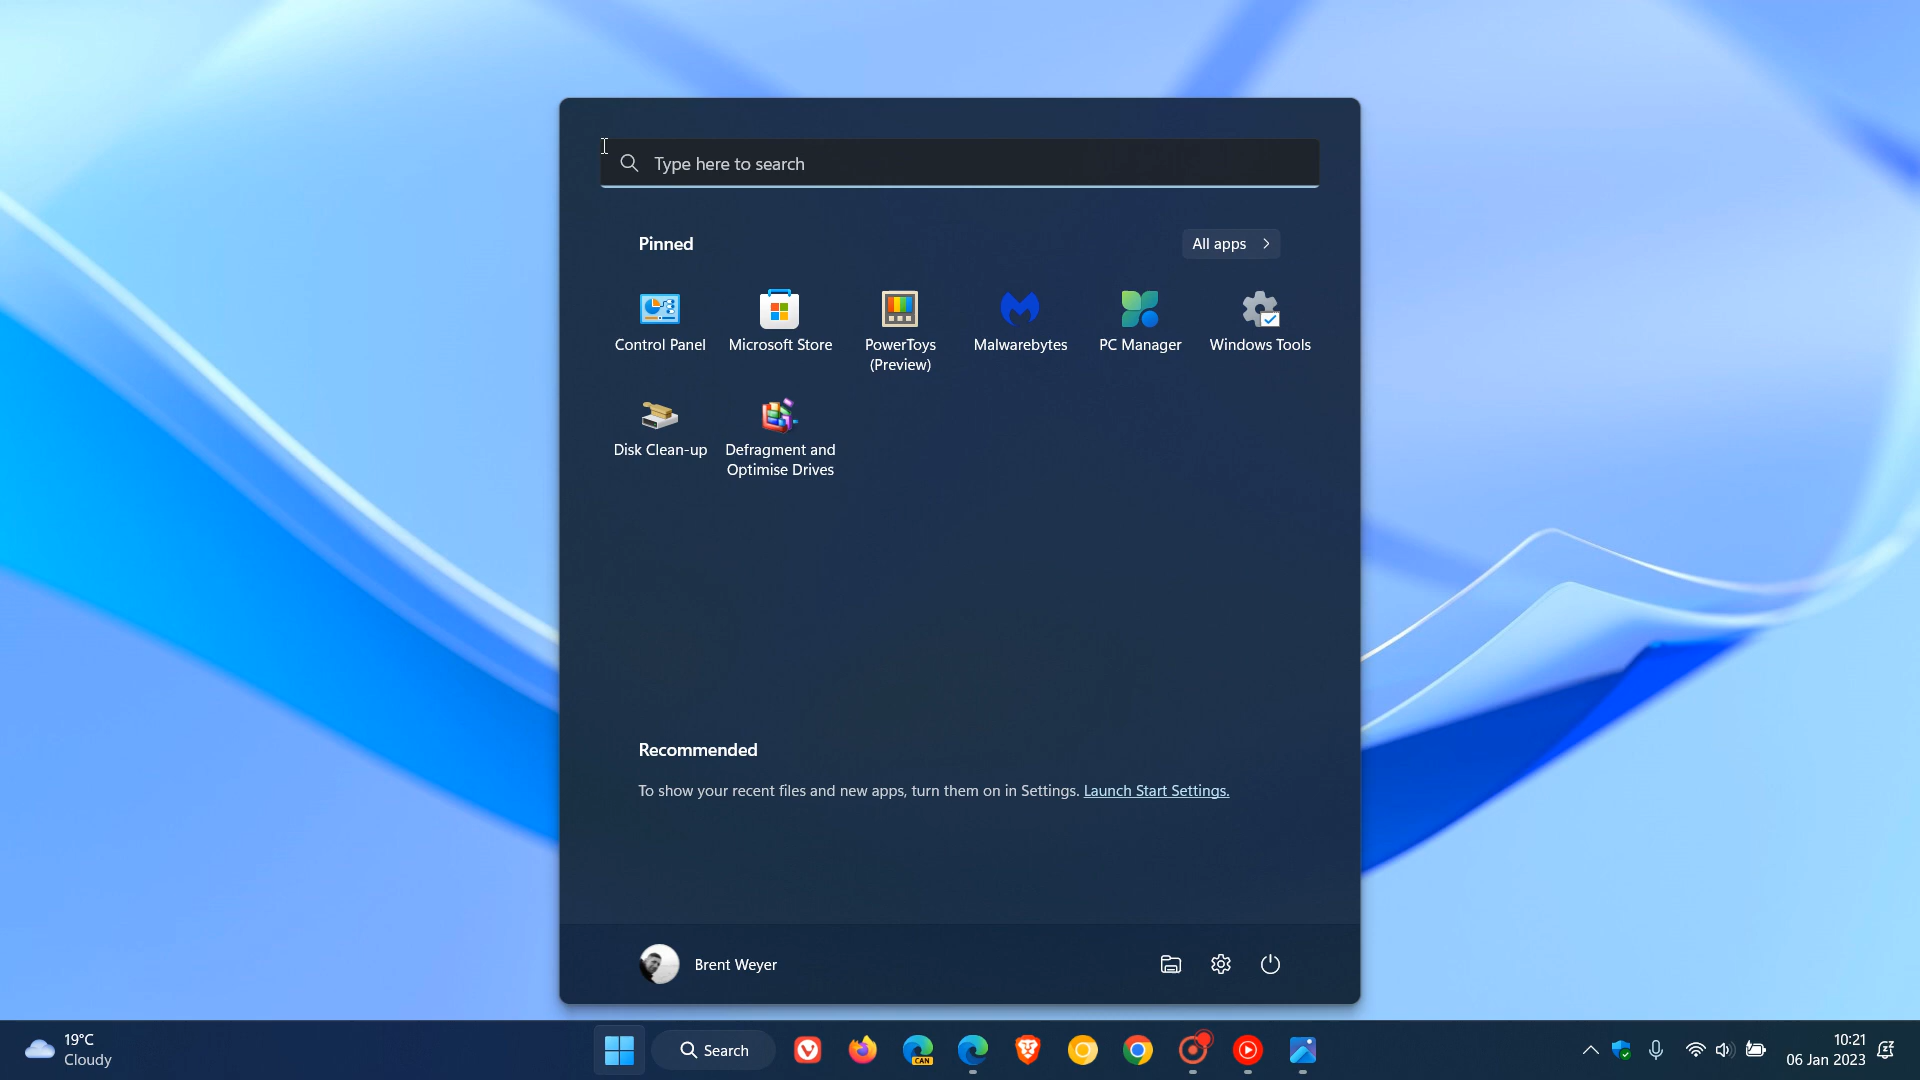 Type here to search
Pinned
All apps
Control Panel
Microsoft Store
PowerToys
(Preview)
Malwarebytes
PC Manager
Windows Tools
Disk Clean-up
Defragment and
Optimise Drives
Recommended
To show your recent files and new apps, turn them on in Settings. Launch Start Settings.
Brent Weyer
19°C
Cloudy
Search
CAN
10:21
06 Jan 2023